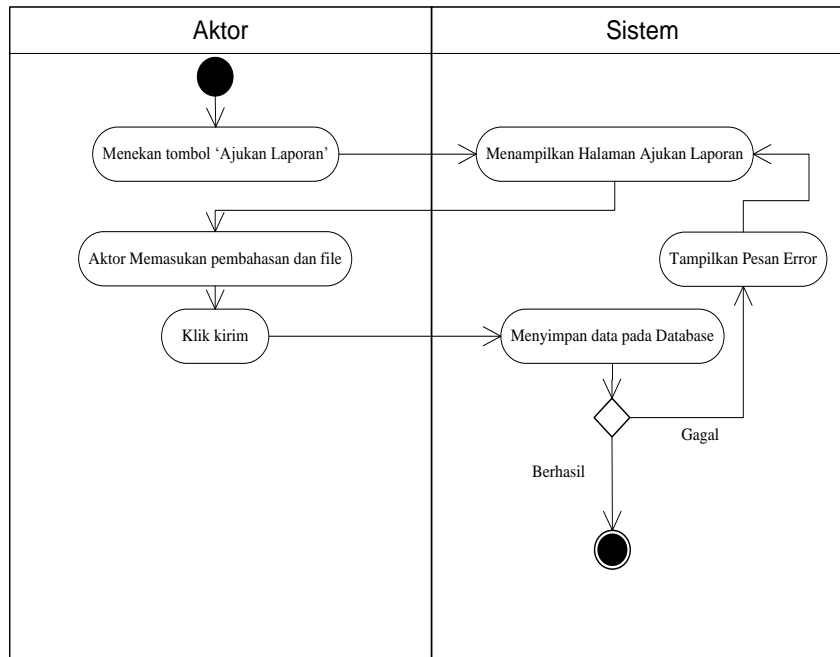 Aktor
Sistem
Menekan tombol ‘Ajukan Laporan’
Menampilkan Halaman Ajukan Laporan
Aktor Memasukan pembahasan dan file
Tampilkan Pesan Error
Klik kirim
Menyimpan data pada Database
Gagal
Berhasil